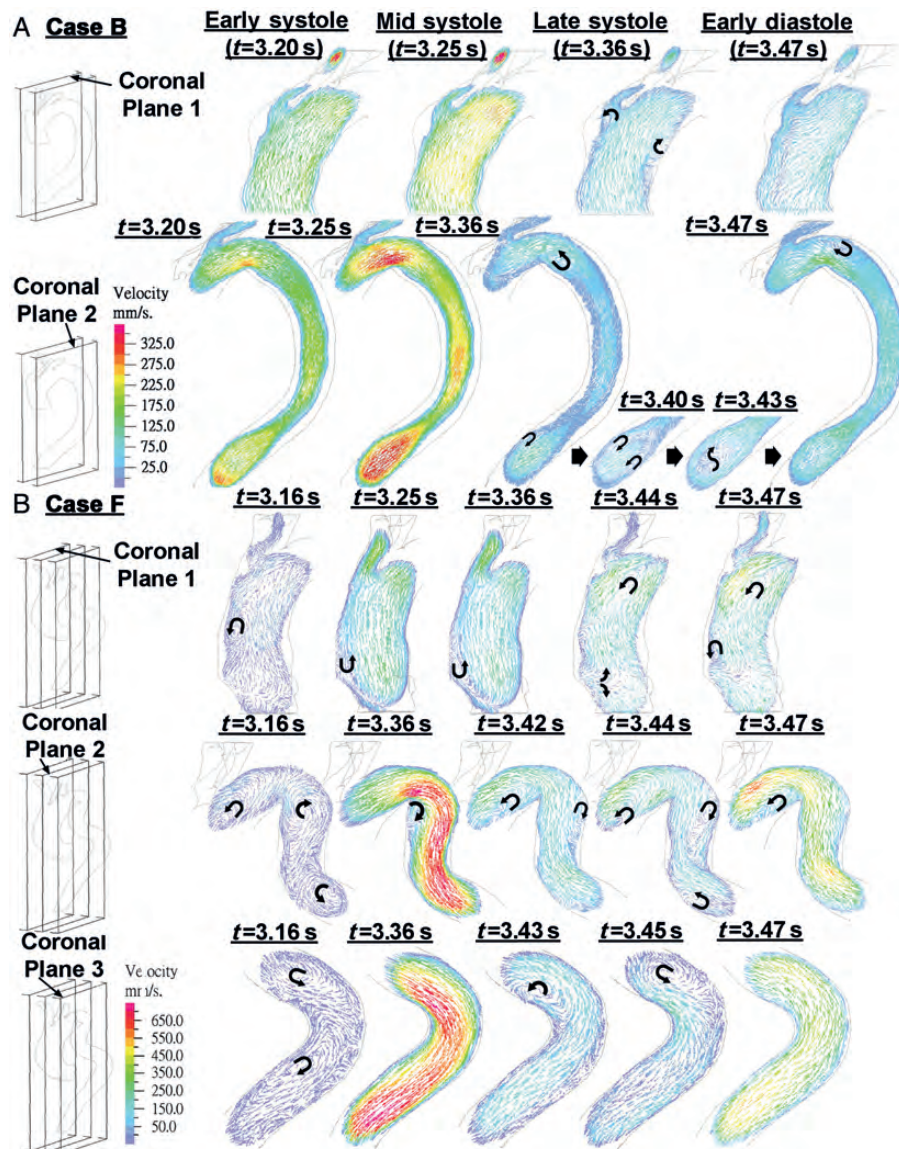 A Case B
Early systole Mid systole Late systole Early diastole
(t=3.20 s) (t=3.25 s) (t=3.36 s) (t=3.47 s)
Coronal
Plane 1
t=3.20 s t=3.25 s t=3.36 s t=3.47 s
Coronal
Plane 2
Velocity
mm/s.
325.0
275.0
225.0
175.0
125.0
75.0
25.0
t=3.40 s t=3.43 s
B Case F
t=3.16 s t=3.25 s t=3.36 s t=3.44 s t=3.47 s
Coronal
Plane 1
t=3.16 s t=3.36 s t=3.42 s t=3.44 s t=3.47 s
Coronal
Plane 2
t=3.16 s t=3.36 s t=3.43 s t=3.45 s t=3.47 s
Coronal
Plane 3
Ve ocity
mr /s.
650.0
550.0
450.0
350.0
250.0
150.0
50.0